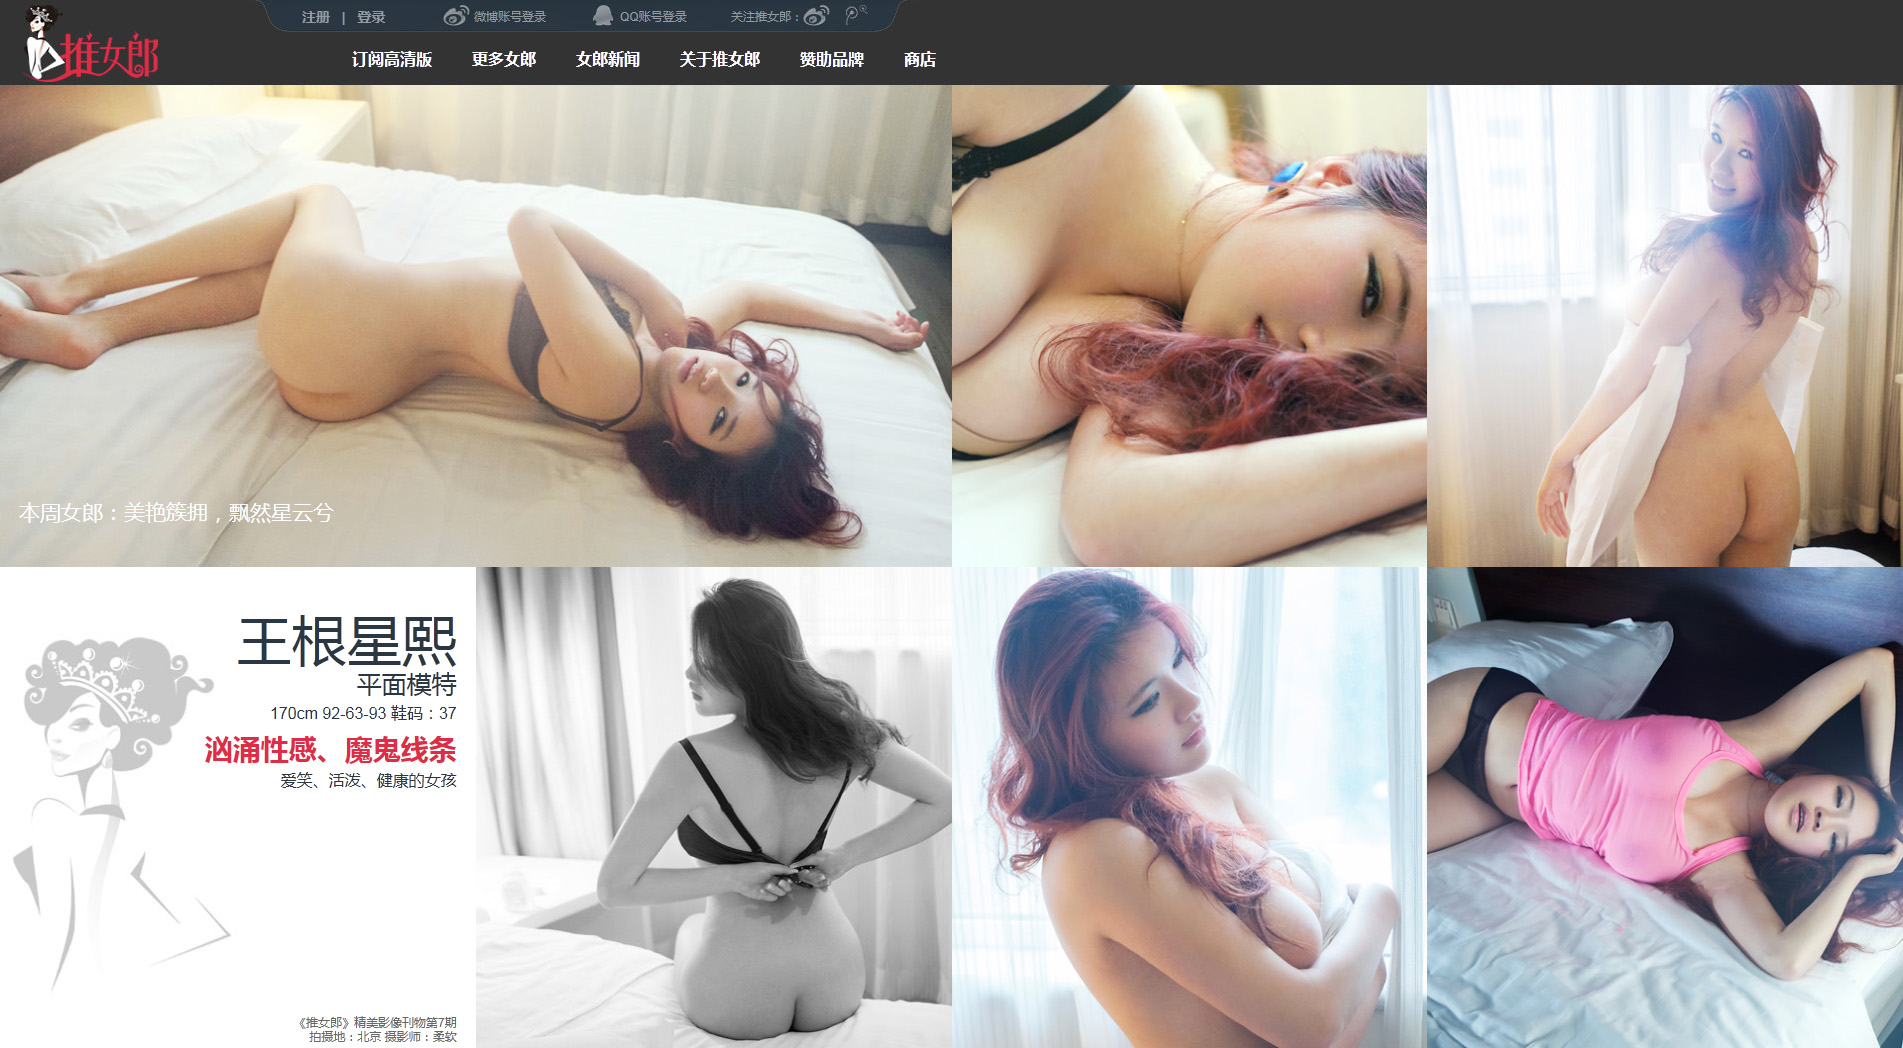 注册 | 登录
微博账号登录
QQ账号登录
关注推女郎：
推女郎
订阅高清版
更多女郎
女郎新闻
关于推女郎
赞助品牌
商店
本周女郎：美艳簇拥，飘然星云兮
王根星熙
平面模特
170cm 92-63-93 鞋码：37
汹涌性感、魔鬼线条
爱笑、活泼、健康的女孩
《推女郎》精美影像刊物第7期
拍摄地：北京 摄影师：柔软